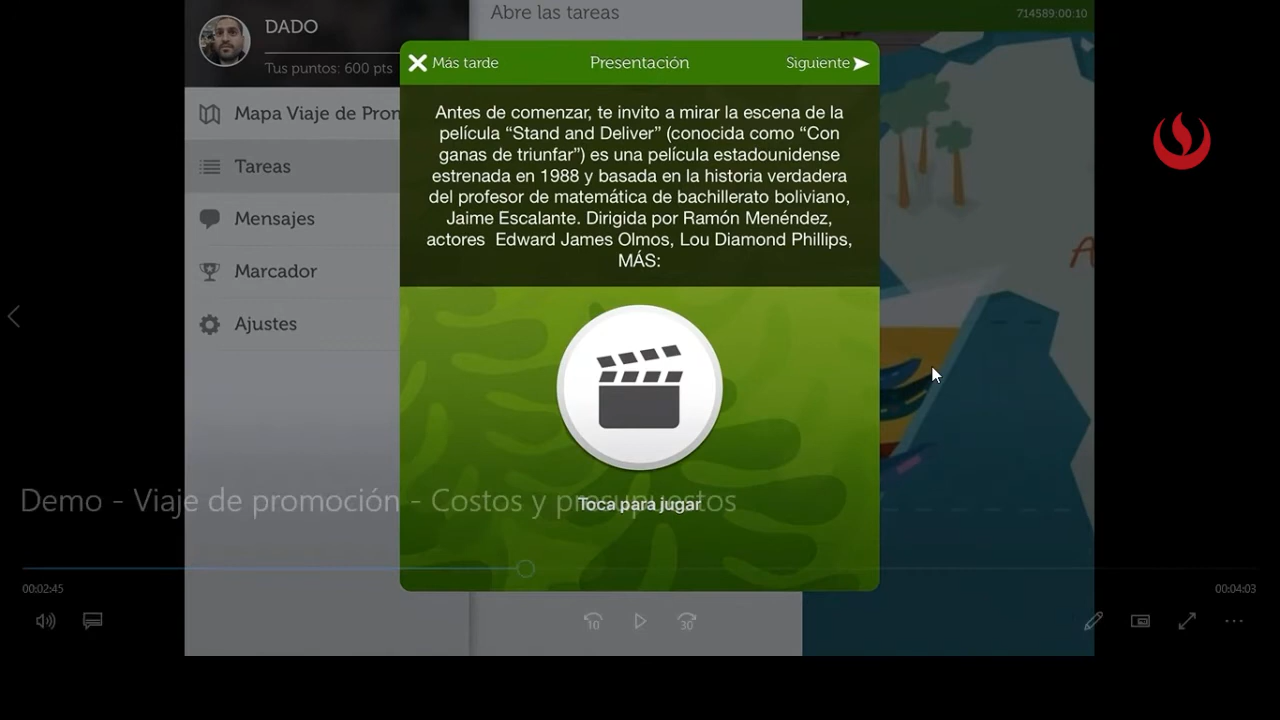 DADO
Tus puntos: 600 pts
Mapa Viaje de Pron
Tareas
Mensajes
Marcador
Ajustes
Abre las tareas
714589:00:10
Más tarde
Presentación
Siguiente
Antes de comenzar, te invito a mirar la escena de la
película “Stand and Deliver” (conocida como “Con
ganas de triunfar”) es una película estadounidense
estrenada en 1988 y basada en la historia verdadera
del profesor de matemática de bachillerato boliviano,
Jaime Escalante. Dirigida por Ramón Menéndez,
actores Edward James Olmos, Lou Diamond Phillips,
MÁS:
Toca para jugar
Demo - Viaje de promoción - Costos y presupuestos
00:02:45
00:04:03
10
30